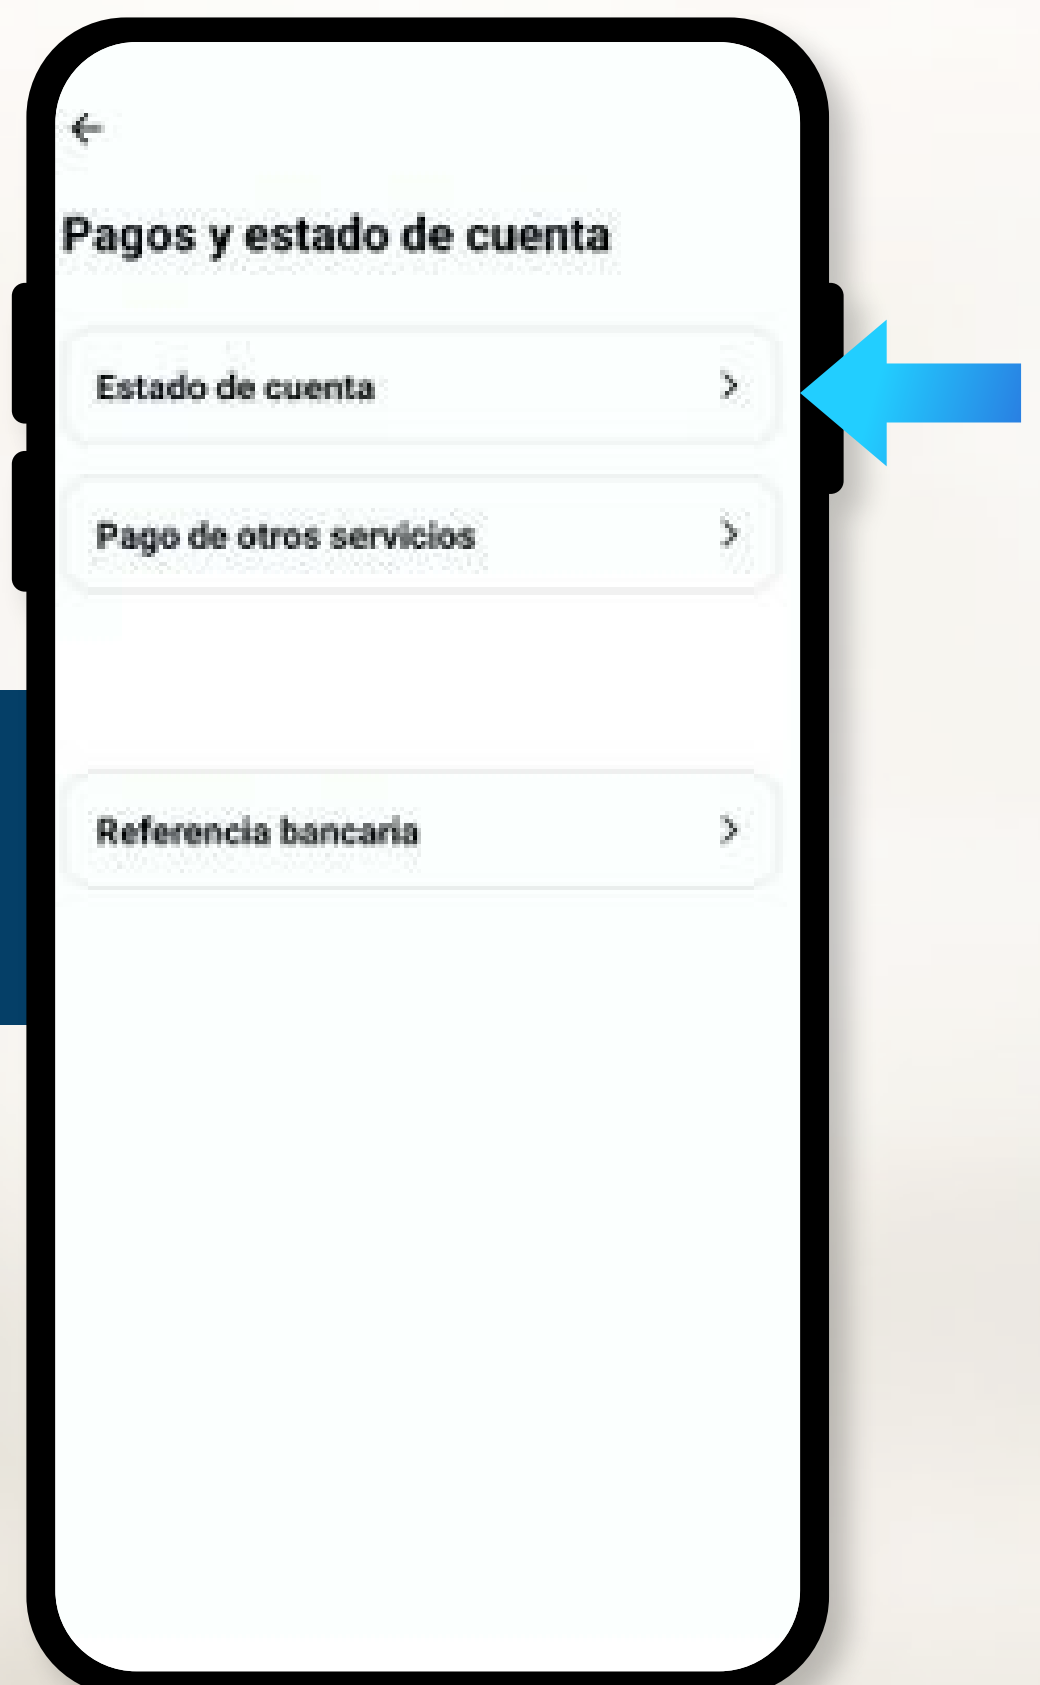 Pagos y estado de cuenta
Estado de cuenta
Pago de otros servicios
Referencia bancaria